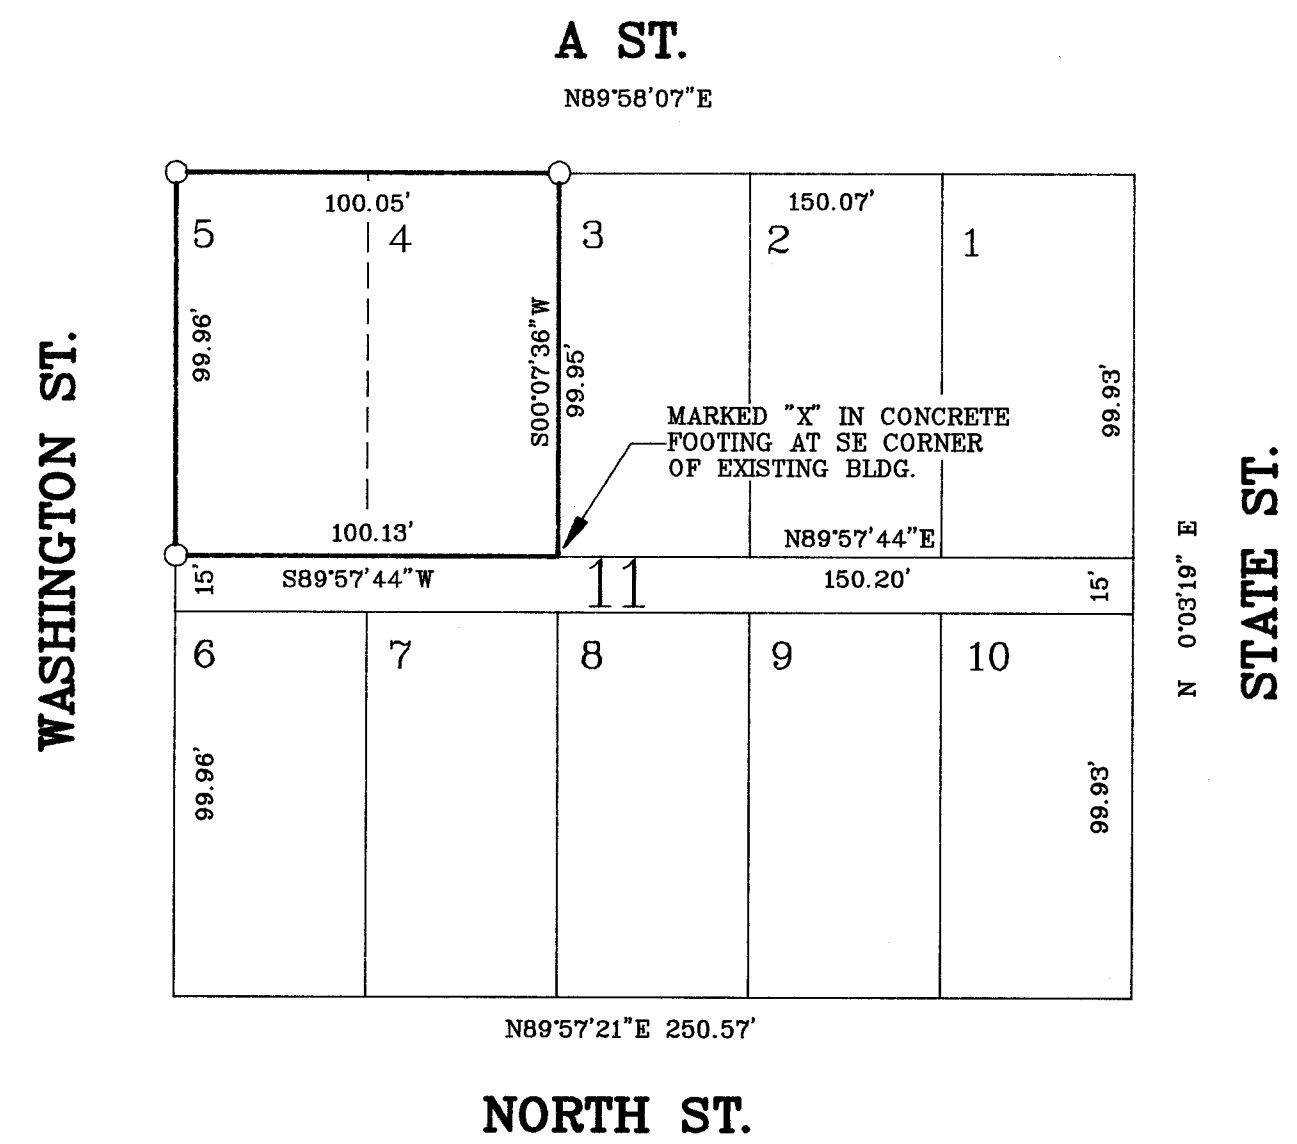 A ST.
N89°58'07"E
100.05'
150.07'
5
4
3
2
1
99.96'
S00°07'36"W
99.95'
99.93'
WASHINGTON ST.
MARKED "X" IN CONCRETE
FOOTING AT SE CORNER
OF EXISTING BLDG.
STATE ST.
N 0°03'19" E
100.13'
N89°57'44"E
15'
S89°57'44"W
11
150.20'
15'
6
7
8
9
10
99.96'
99.93'
N89°57'21"E 250.57'
NORTH ST.